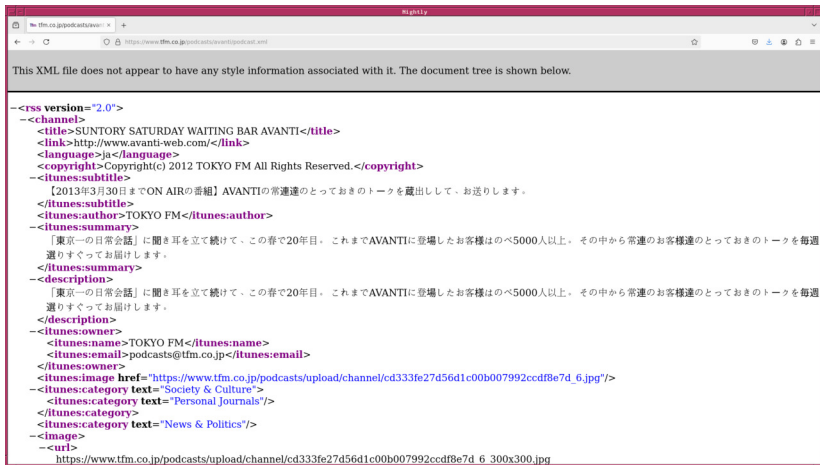 Nightly
tfm.co.jp/podcasts/avanti
https://www.tfm.co.jp/podcasts/avanti/podcast.xml
This XML file does not appear to have any style information associated with it. The document tree is shown below.
−<rss version="2.0">
−<channel>
<title>SUNTORY SATURDAY WAITING BAR AVANTI</title>
<link>http://www.avanti-web.com/</link>
<language>ja</language>
<copyright>Copyright(c) 2012 TOKYO FM All Rights Reserved.</copyright>
−<itunes:subtitle>
【2013年3月30日までON AIRの番組】AVANTIの常連達のとっておきのトークを蔵出しして、お送りします。
</itunes:subtitle>
<itunes:author>TOKYO FM</itunes:author>
−<itunes:summary>
「東京一の日常会話」に聞き耳を立て続けて、この春で20年目。 これまでAVANTIに登場したお客様はのべ5000人以上。 その中から常連のお客様達のとっておきのトークを毎週
選りすぐってお届けします。
</itunes:summary>
−<description>
「東京一の日常会話」に聞き耳を立て続けて、この春で20年目。 これまでAVANTIに登場したお客様はのべ5000人以上。 その中から常連のお客様達のとっておきのトークを毎週
選りすぐってお届けします。
</description>
−<itunes:owner>
<itunes:name>TOKYO FM</itunes:name>
<itunes:email>podcasts@tfm.co.jp</itunes:email>
</itunes:owner>
<itunes:image href="https://www.tfm.co.jp/podcasts/upload/channel/cd333fe27d56d1c00b007992ccdf8e7d_6.jpg"/>
−<itunes:category text="Society & Culture">
<itunes:category text="Personal Journals"/>
</itunes:category>
<itunes:category text="News & Politics"/>
−<image>
−<url>
https://www.tfm.co.jp/podcasts/upload/channel/cd333fe27d56d1c00b007992ccdf8e7d_6_300x300.jpg